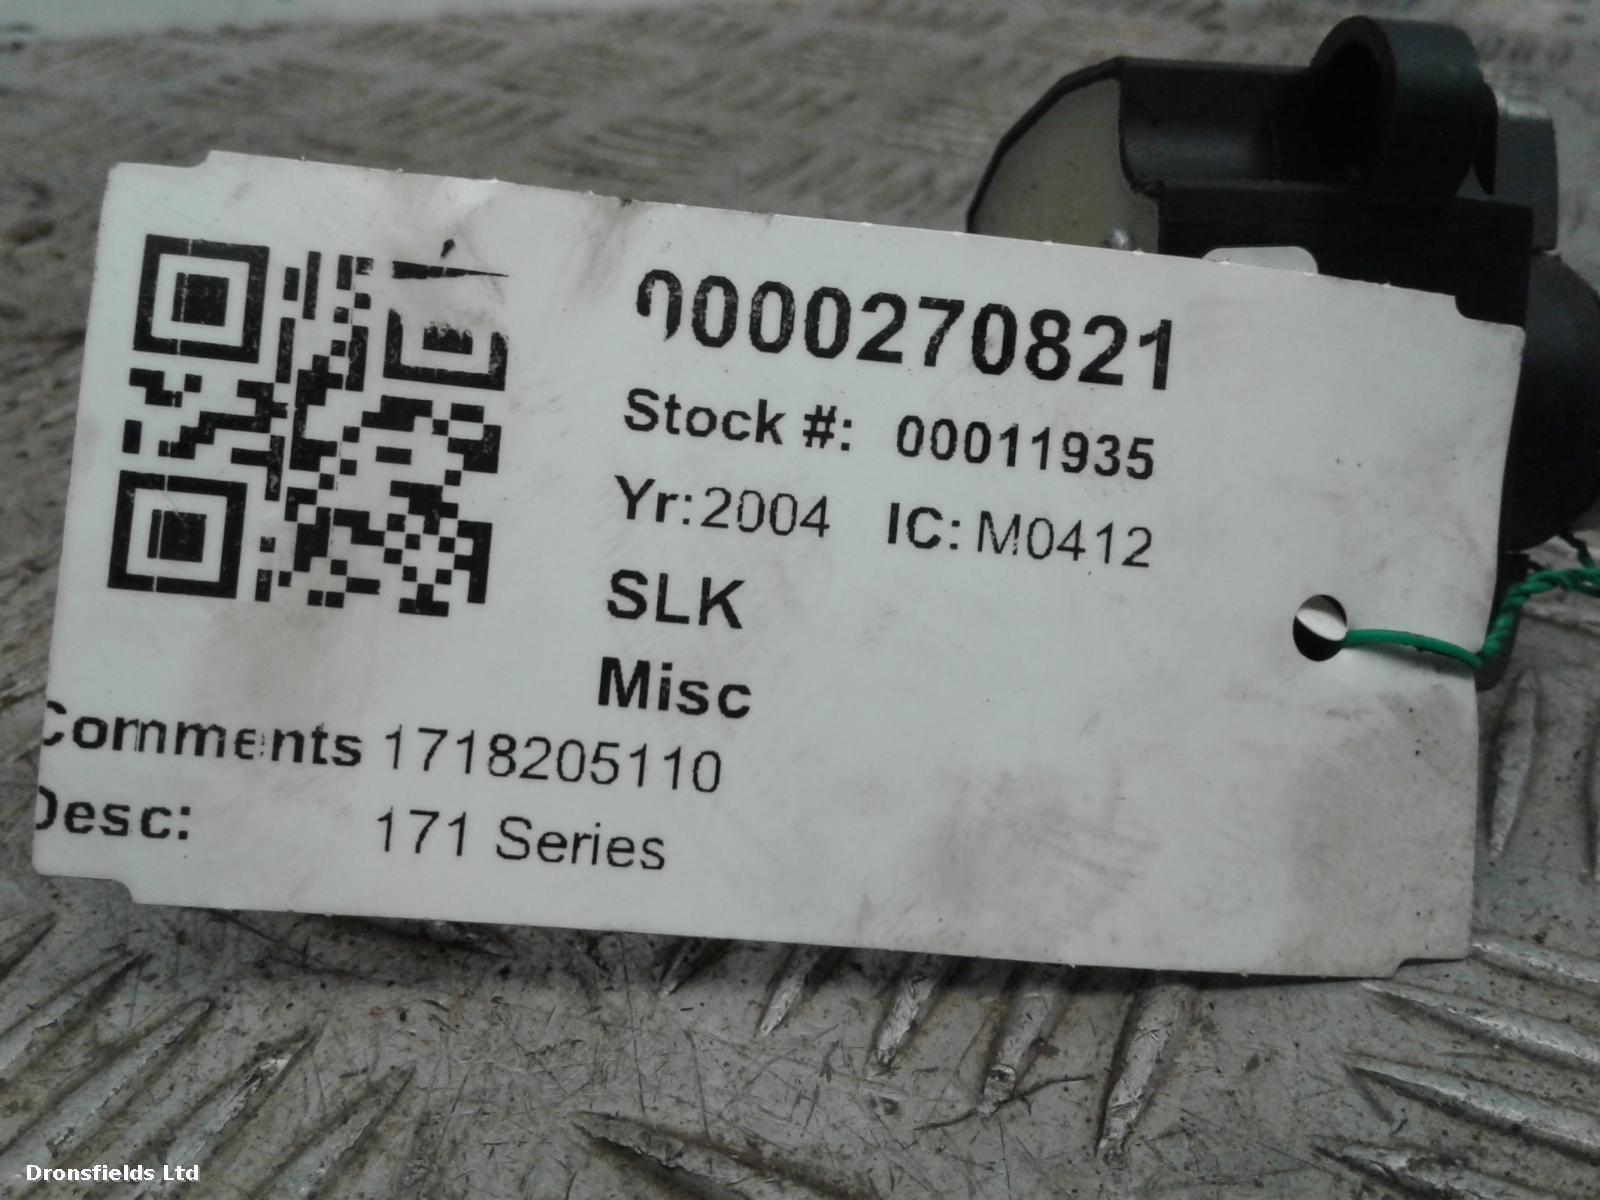 0000270821
Stock #: 00011935
Yr: 2004 IC: M0412
SLK
Misc
Comments 1718205110
Desc: 171 Series
Dronsfields Ltd